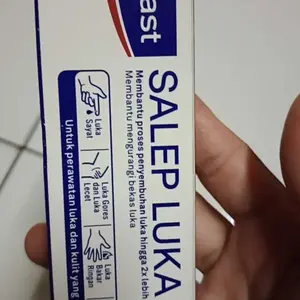 ast
SALEP LUKA
Membantu proses penyembuhan luka hingga 2x lebih
Membantu mengurangi bekas luka
Luka
Sayat
Luka Gores
dan Luka
Lecet
Luka
Bakar
Ringan
Untuk perawatan luka dan kulit yang